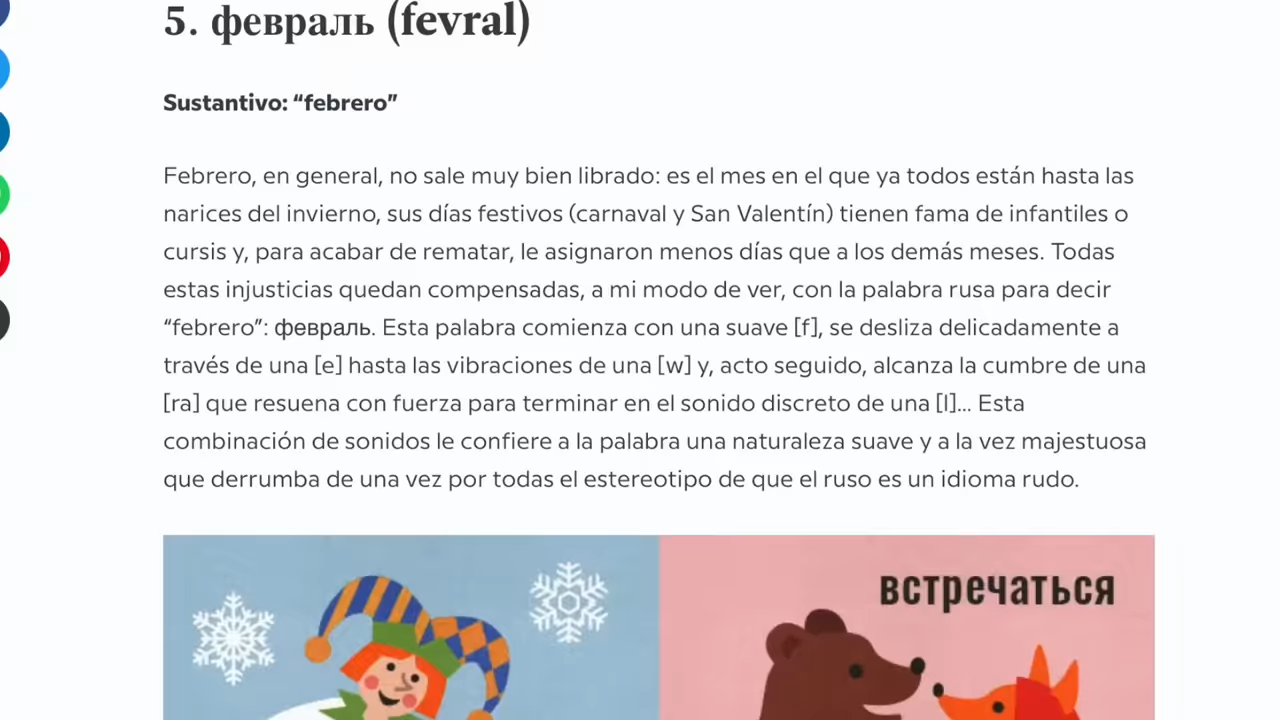 5. февраль (fevral)
Sustantivo: “febrero”
Febrero, en general, no sale muy bien librado: es el mes en el que ya todos están hasta las
narices del invierno, sus días festivos (carnaval y San Valentín) tienen fama de infantiles o
cursis y, para acabar de rematar, le asignaron menos días que a los demás meses. Todas
estas injusticias quedan compensadas, a mi modo de ver, con la palabra rusa para decir
“febrero”: февраль. Esta palabra comienza con una suave [f], se desliza delicadamente a
través de una [e] hasta las vibraciones de una [w] y, acto seguido, alcanza la cumbre de una
[ra] que resuena con fuerza para terminar en el sonido discreto de una [l]... Esta
combinación de sonidos le confiere a la palabra una naturaleza suave y a la vez majestuosa
que derrumba de una vez por todas el estereotipo de que el ruso es un idioma rudo.
встречаться